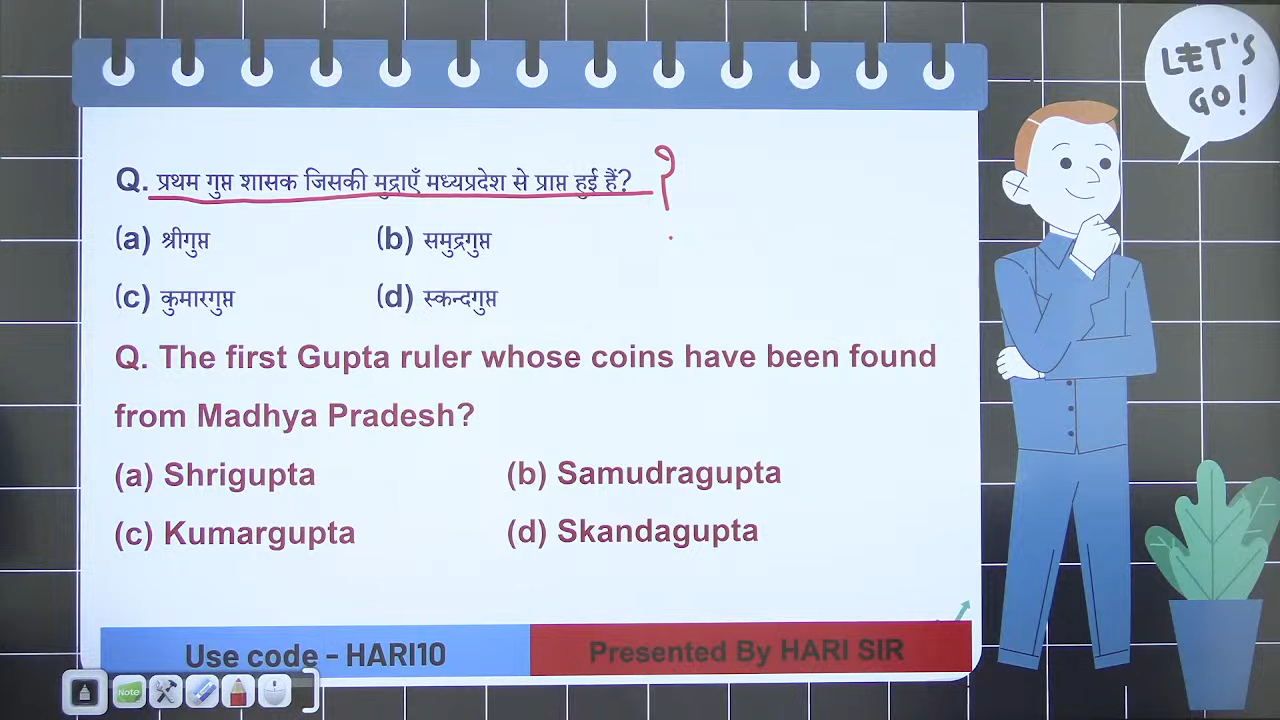 LET'S
GO!
Q. प्रथम गुप्त शासक जिसकी मुद्राएँ मध्यप्रदेश से प्राप्त हुई हैं?
(a) श्रीगुप्त (b) समुद्रगुप्त
(c) कुमारगुप्त (d) स्कन्दगुप्त
Q. The first Gupta ruler whose coins have been found
from Madhya Pradesh?
(a) Shrigupta (b) Samudragupta
(c) Kumargupta (d) Skandagupta
Use code - HARI10 Presented By HARI SIR
Note